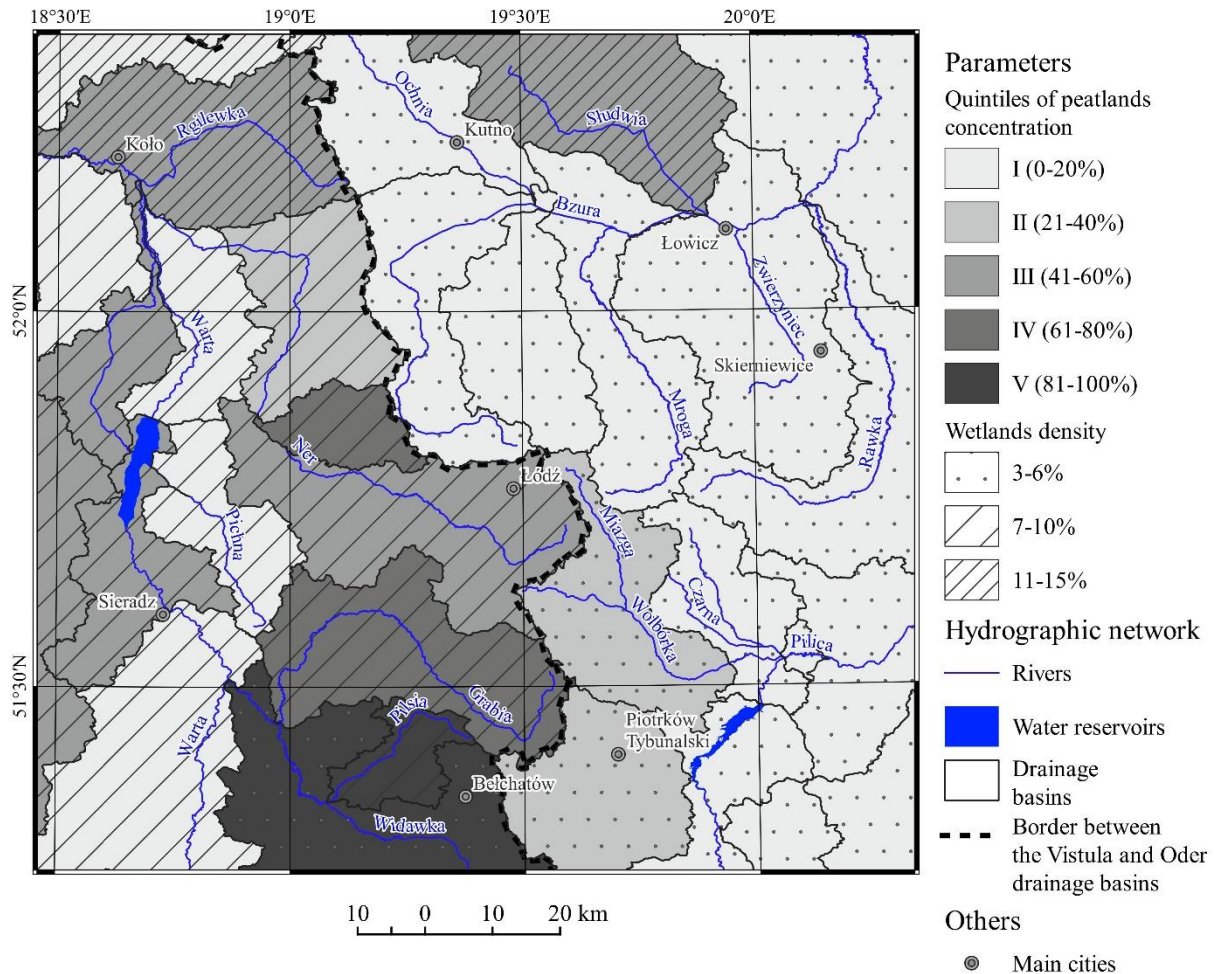 18°30'E
19°0'E
19°30'E
20°0'E
52°0'N
51°30'N
Ochnia
Kutno
Słudwia
Rgilewka
Koło
Bzura
Łowicz
Zwierzyniec
Warta
Skierniewice
Mroga
Rawka
Ner
Łódź
Miazga
Pichna
Czarna
Sieradz
Wolbórka
Pilica
Grabia
Pilsia
Warta
Piotrków
Tybunalski
Bełchatów
Widawka
10 0 10 20 km
Parameters
Quintiles of peatlands
concentration
I (0-20%)
II (21-40%)
III (41-60%)
IV (61-80%)
V (81-100%)
Wetlands density
3-6%
7-10%
11-15%
Hydrographic network
Rivers
Water reservoirs
Drainage
basins
Border between
the Vistula and Oder
drainage basins
Others
Main cities